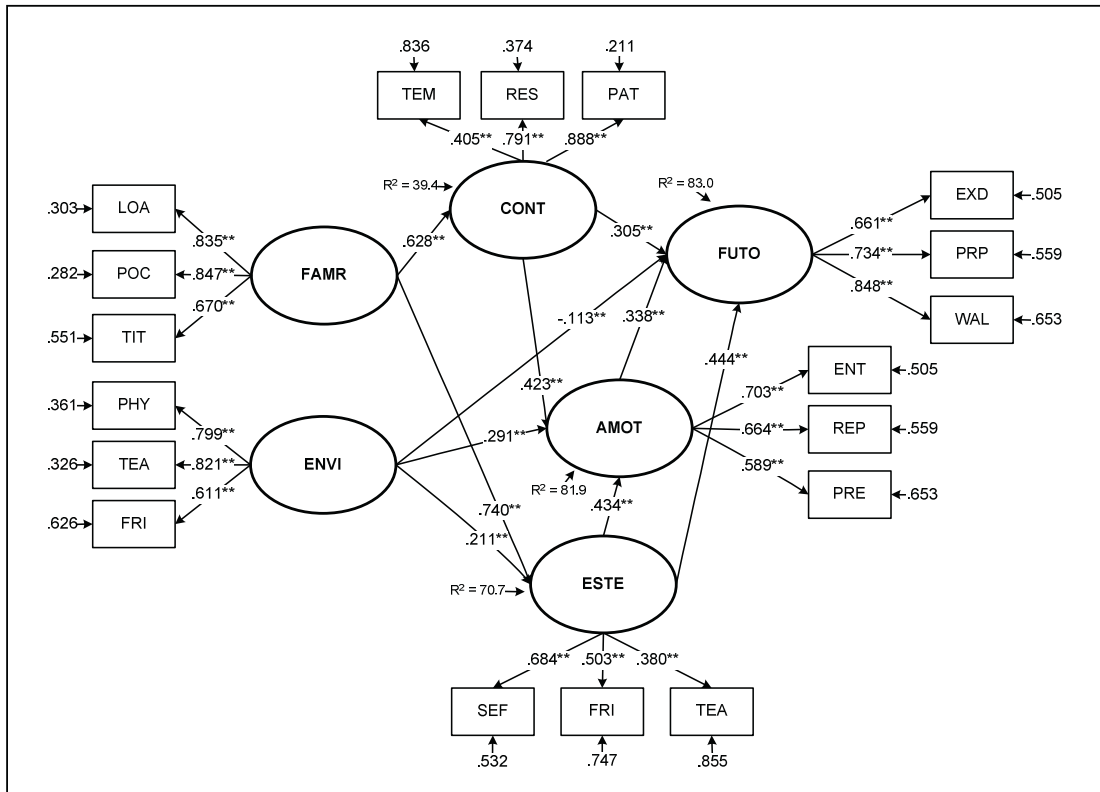 .836 .374 .211
TEM RES PAT
.405** .791** .888**
R² = 39.4
CONT
R² = 83.0
FUTO
.303 LOA
.835**
.282 POC
.847**
.551 TIT
.670**
FAMR
.628**
.305**
EXD .505
.661**
PRP .559
.734**
WAL .653
.848**
-.113**
.338**
.444**
.361 PHY
.799**
.326 TEA
.821**
.626 FRI
.611**
ENVI
.423**
.291**
AMOT
R² = 81.9
ENT .505
.703**
REP .559
.664**
PRE .653
.589**
.740**
.211**
.434**
R² = 70.7
ESTE
.684** .503** .380**
SEF FRI TEA
.532 .747 .855